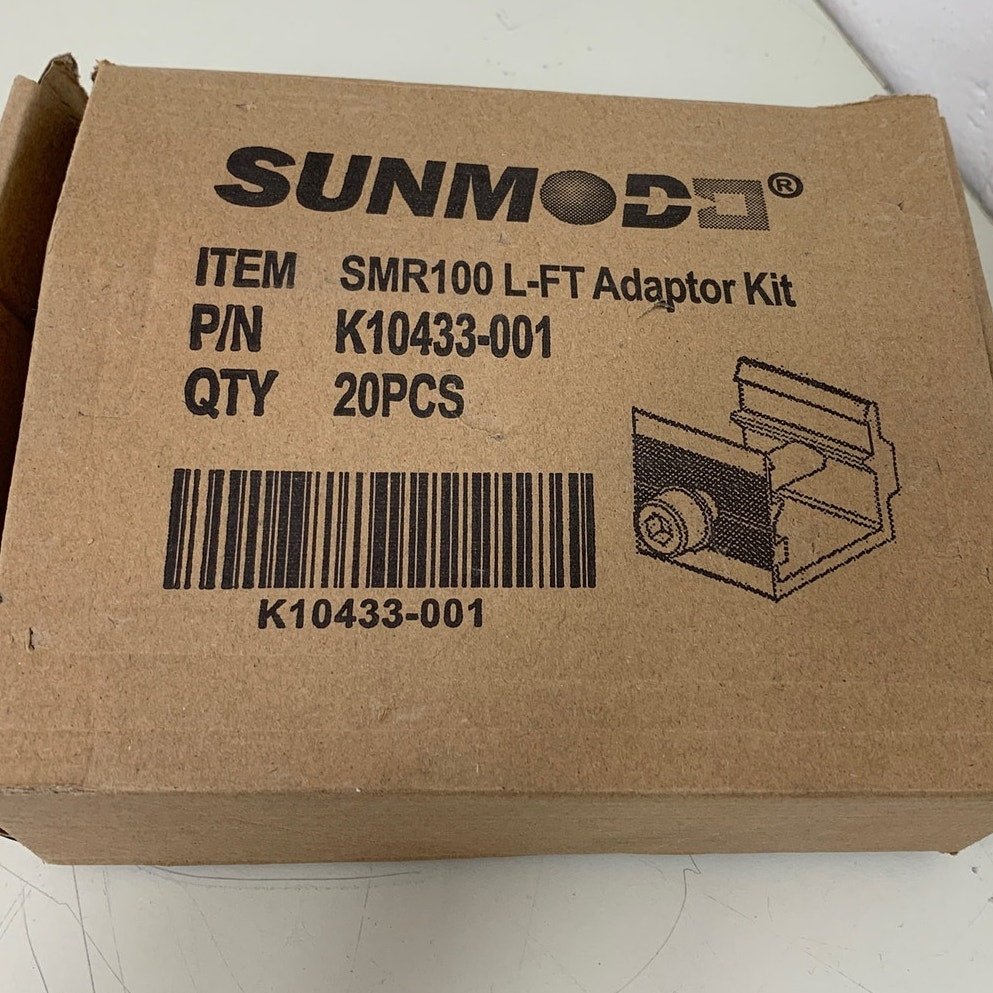 SUNMODO®
ITEM SMR100 L-FT Adaptor Kit
P/N K10433-001
QTY 20PCS
K10433-001